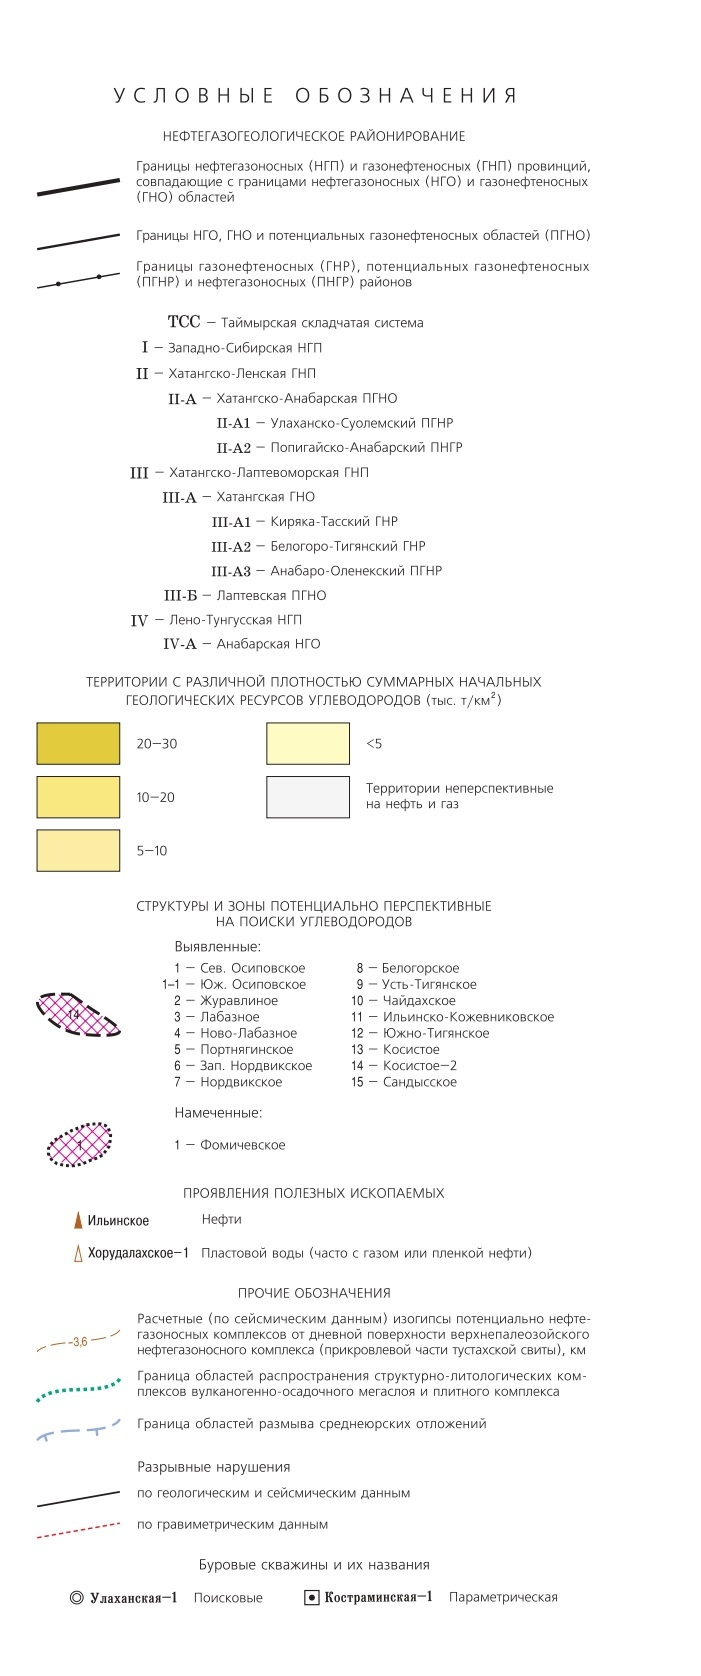 УСЛОВНЫЕ ОБОЗНАЧЕНИЯ
НЕФТЕГАЗОГЕОЛОГИЧЕСКОЕ РАЙОНИРОВАНИЕ
Границы нефтегазоносных (НГП) и газонефтеносных (ГНП) провинций,
совпадающие с границами нефтегазоносных (НГО) и газонефтеносных
(ГНО) областей
Границы НГО, ГНО и потенциальных газонефтеносных областей (ПГНО)
Границы газонефтеносных (ГНР), потенциальных газонефтеносных
(ПГНР) и нефтегазоносных (ПНГР) районов
ТСС – Таймырская складчатая система
I – Западно-Сибирская НГП
II – Хатангско-Ленская ГНП
II-А – Хатангско-Анабарская ПГНО
II-А1 – Улаханско-Суолемский ПГНР
II-А2 – Попигайско-Анабарский ПНГР
III – Хатангско-Лаптевоморская ГНП
III-А – Хатангская ГНО
III-А1 – Киряка-Тасский ГНР
III-А2 – Белогоро-Тигянский ГНР
III-А3 – Анабаро-Оленекский ПГНР
III-Б – Лаптевская ПГНО
IV – Лено-Тунгусская НГП
IV-А – Анабарская НГО
ТЕРРИТОРИИ С РАЗЛИЧНОЙ ПЛОТНОСТЬЮ СУММАРНЫХ НАЧАЛЬНЫХ
ГЕОЛОГИЧЕСКИХ РЕСУРСОВ УГЛЕВОДОРОДОВ (тыс. т/км²)
20–30
<5
10–20
Территории неперспективные
на нефть и газ
5–10
СТРУКТУРЫ И ЗОНЫ ПОТЕНЦИАЛЬНО ПЕРСПЕКТИВНЫЕ
НА ПОИСКИ УГЛЕВОДОРОДОВ
Выявленные:
14
1 – Сев. Осиповское
1–1 – Юж. Осиповское
2 – Журавлиное
3 – Лабазное
4 – Ново-Лабазное
5 – Портнягинское
6 – Зап. Нордвикское
7 – Нордвикское
8 – Белогорское
9 – Усть-Тигянское
10 – Чайдахское
11 – Ильинско-Кожевниковское
12 – Южно-Тигянское
13 – Косистое
14 – Косистое–2
15 – Сандысское
Намеченные:
1
1 – Фомичевское
ПРОЯВЛЕНИЯ ПОЛЕЗНЫХ ИСКОПАЕМЫХ
Ильинское Нефти
Хорудалахское–1 Пластовой воды (часто с газом или пленкой нефти)
ПРОЧИЕ ОБОЗНАЧЕНИЯ
–3,6
Расчетные (по сейсмическим данным) изогипсы потенциально нефте-
газоносных комплексов от дневной поверхности верхнепалеозойского
нефтегазоносного комплекса (прикровлевой части тустахской свиты), км
Граница областей распространения структурно-литологических ком-
плексов вулканогенно-осадочного мегаслоя и плитного комплекса
Граница областей размыва среднеюрских отложений
Разрывные нарушения
по геологическим и сейсмическим данным
по гравиметрическим данным
Буровые скважины и их названия
Улаханская–1 Поисковые Костраминская–1 Параметрическая